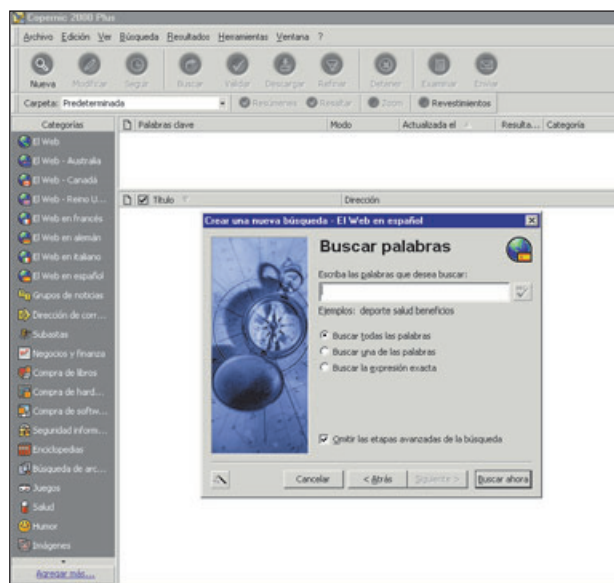 Copernic 2000 Plus
Archivo Edición Ver Búsqueda Resultados Herramientas Ventana ?
Nueva Modificar Seguir Buscar Validar Descargar Refinar Detener Examinar Enviar
Carpeta: Predeterminada Resúmenes Resaltar Zoom Revestimientos
Categorías Palabras clave Modo Actualizada el Resulta... Categoría
El Web
El Web - Australia
El Web - Canadá
El Web - Reino U...
Título Dirección
Crear una nueva búsqueda - El Web en español
El Web en francés
El Web en alemán
El Web en italiano
El Web en español
Grupos de noticias
Dirección de corr...
Subastas
Negocios y finanza
Compra de libros
Compra de hard...
Compra de softw...
Seguridad inform...
Enciclopedias
Búsqueda de arc...
Juegos
Salud
Humor
Imágenes
Agregar más...
Buscar palabras
Escriba las palabras que desea buscar:
Ejemplos: deporte salud beneficios
Buscar todas las palabras
Buscar una de las palabras
Buscar la expresión exacta
Omitir las etapas avanzadas de la búsqueda
Cancelar < Atrás Siguiente > Buscar ahora